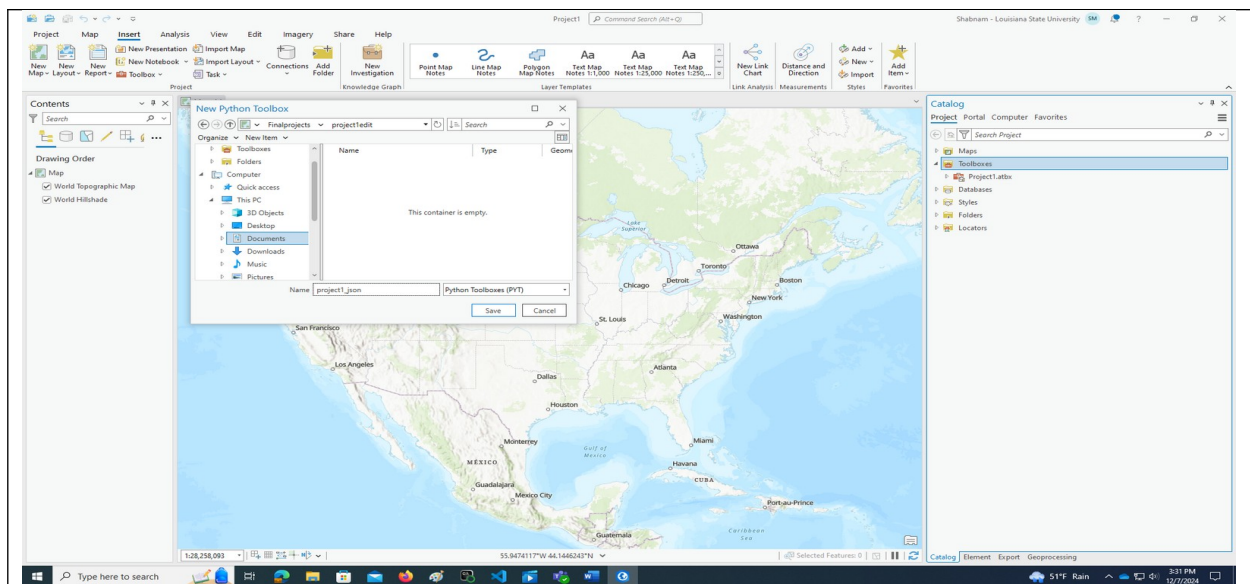 Project1
Command Search (Alt+Q)
Shabnam - Louisiana State University
SM
?
Project Map Insert Analysis View Edit Imagery Share Help
New Map
New Layout
New Report
New Presentation
New Notebook
Toolbox
Import Map
Import Layout
Task
Connections
Add Folder
Project
New Investigation
Knowledge Graph
Point Map Notes
Line Map Notes
Polygon Map Notes
Aa Text Map Notes 1:1,000
Aa Text Map Notes 1:25,000
Aa Text Map Notes 1:250,...
Layer Templates
New Link Chart
Link Analysis
Distance and Direction
Measurements
Add
New
Import
Styles
Add Item
Favorites
Contents
Search
Drawing Order
Map
World Topographic Map
World Hillshade
New Python Toolbox
Finalprojects project1edit
Search
Organize New Item
Toolboxes
Folders
Computer
Quick access
This PC
3D Objects
Desktop
Documents
Downloads
Music
Pictures
Name Type Geom
This container is empty.
Name project1_json Python Toolboxes (PYT)
Save Cancel
Lake Superior
Ottawa
Toronto
Detroit
Chicago
Boston
New York
Washington
St. Louis
San Francisco
Los Angeles
Atlanta
Dallas
Houston
Monterrey
Gulf of Mexico
Miami
MÉXICO
Havana
CUBA
Guadalajara
Mexico City
Port-au-Prince
Caribbean Sea
Guatemala
1:28,258,093
55.9474117°W 44.1446243°N
Selected Features: 0
Catalog
Project Portal Computer Favorites
Search Project
Maps
Toolboxes
Project1.atbx
Databases
Styles
Folders
Locators
Catalog Element Export Geoprocessing
Type here to search
51°F Rain
3:31 PM
12/7/2024